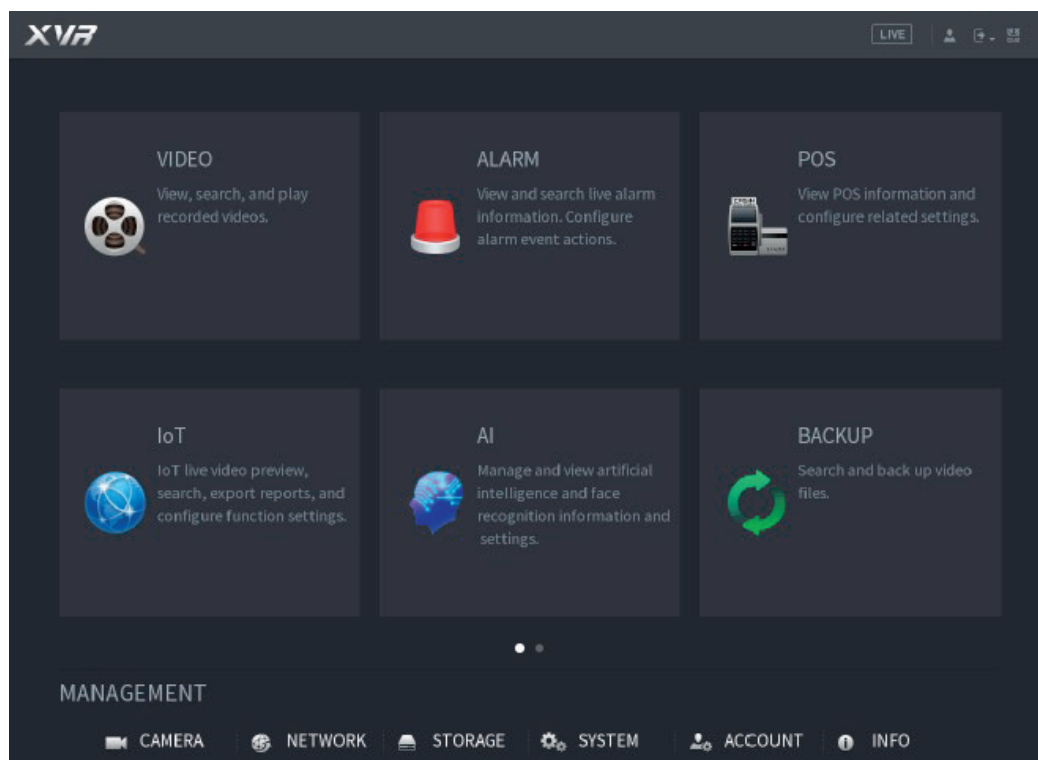 XVR
LIVE
VIDEO
View, search, and play
recorded videos.
ALARM
View and search live alarm
information. Configure
alarm event actions.
POS
View POS information and
configure related settings.
IoT
IoT live video preview,
search, export reports, and
configure function settings.
AI
Manage and view artificial
intelligence and face
recognition information and
settings.
BACKUP
Search and back up video
files.
MANAGEMENT
CAMERA NETWORK STORAGE SYSTEM ACCOUNT INFO